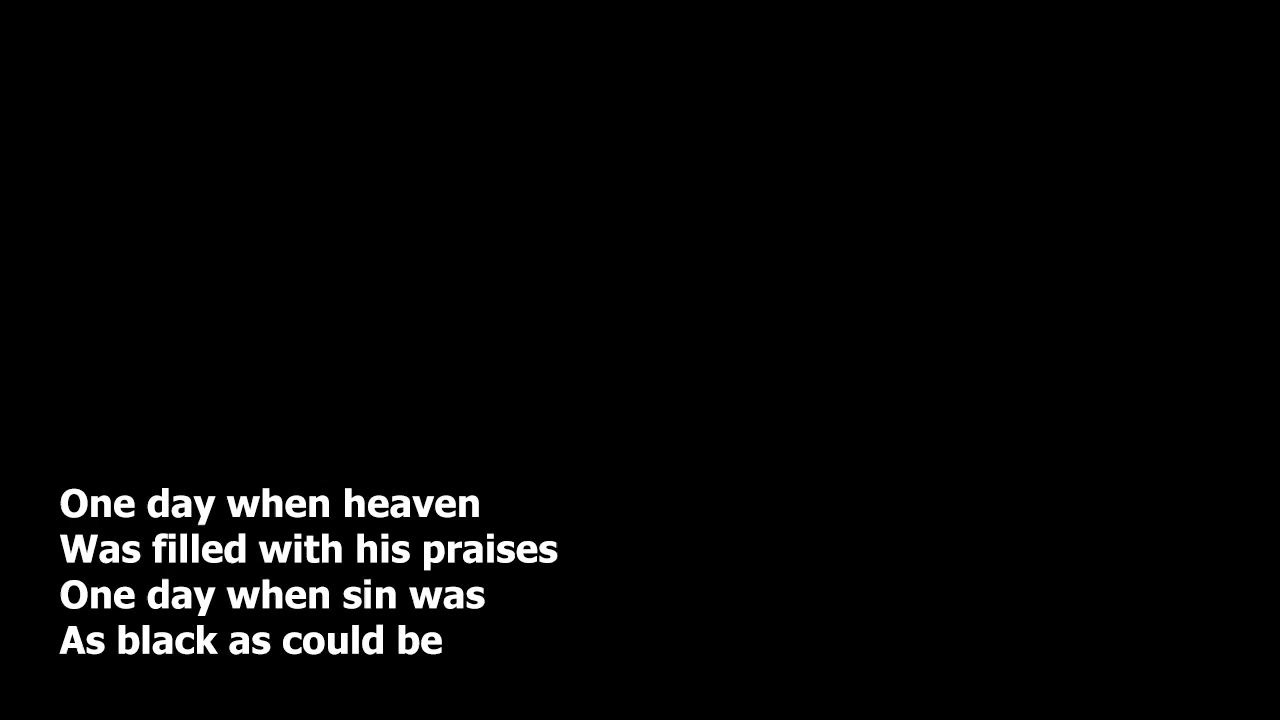 One day when heaven
Was filled with his praises
One day when sin was
As black as could be